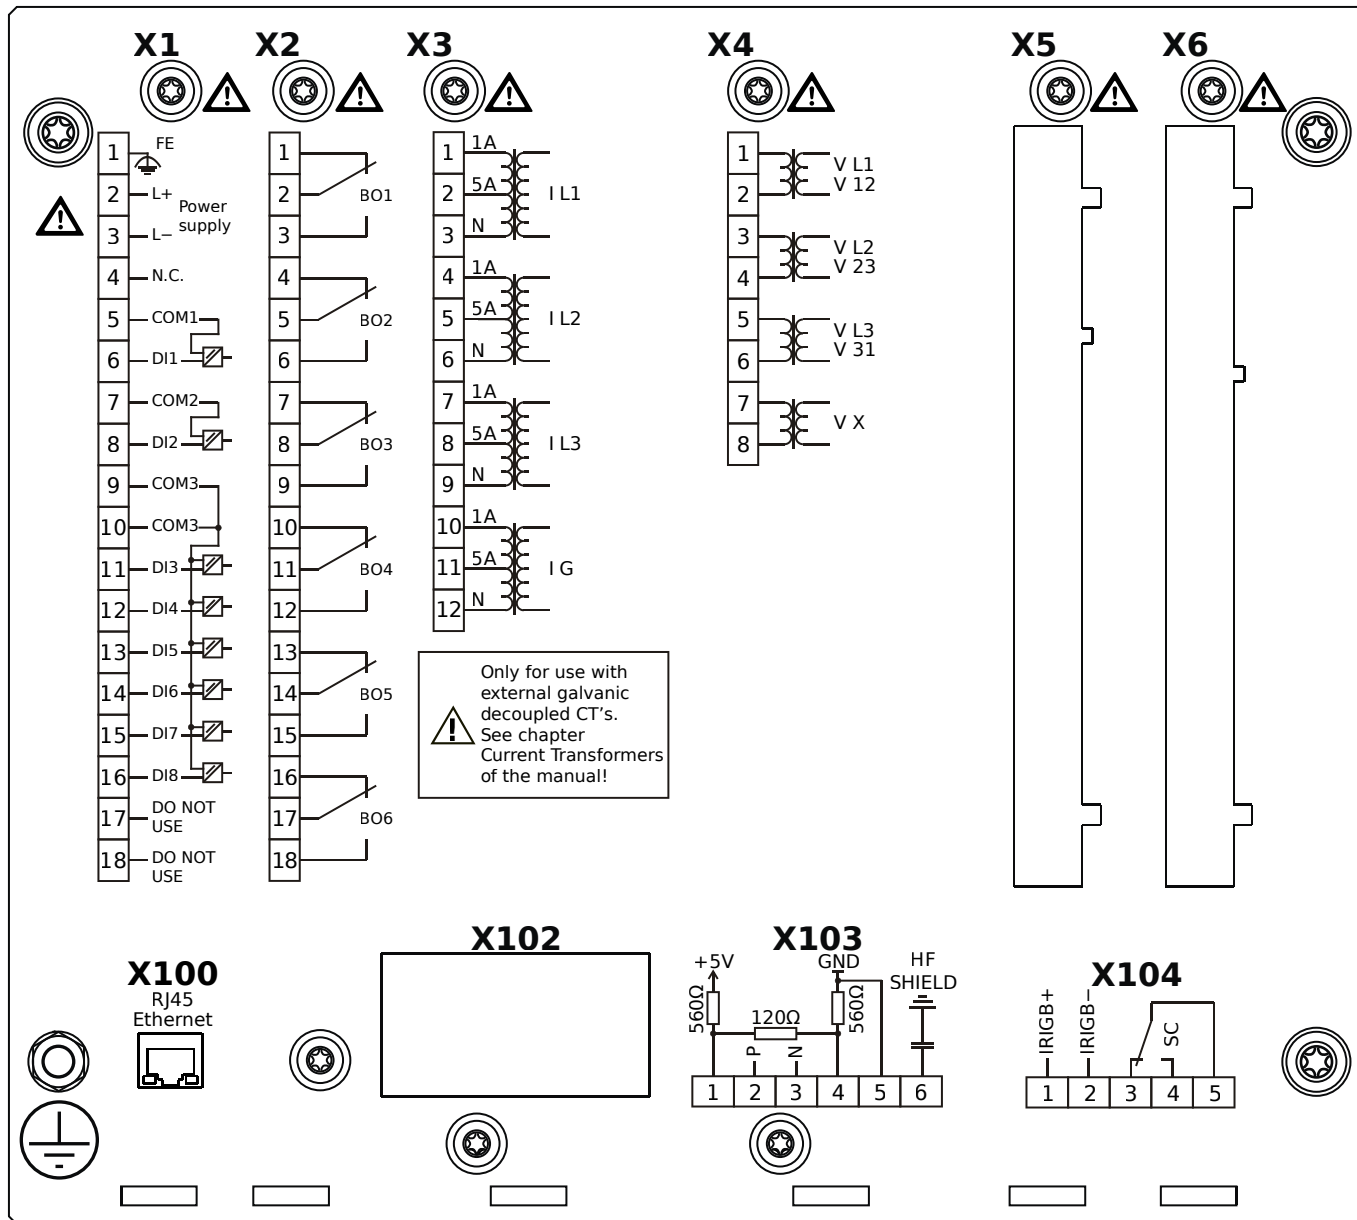 X1
X2
X3
X4
X5
X6
1 FE
2 L+
Power
supply
3 L−
4 N.C.
5 COM1
6 DI1
7 COM2
8 DI2
9 COM3
10 COM3
11 DI3
12 DI4
13 DI5
14 DI6
15 DI7
16 DI8
17 DO NOT
USE
18 DO NOT
USE
1
2 BO1
3
4
5 BO2
6
7
8 BO3
9
10
11 BO4
12
13
14 BO5
15
16
17 BO6
18
1 1A
2 5A I L1
3 N
4 1A
5 5A I L2
6 N
7 1A
8 5A I L3
9 N
10 1A
11 5A I G
12 N
Only for use with
external galvanic
decoupled CT's.
See chapter
Current Transformers
of the manual!
1 V L1
2 V 12
3 V L2
4 V 23
5 V L3
6 V 31
7 V X
8
X100
RJ45
Ethernet
X102
X103
+5V
GND
HF
SHIELD
560Ω
120Ω
560Ω
P
N
1 2 3 4 5 6
X104
IRIGB+
IRIGB−
SC
1 2 3 4 5